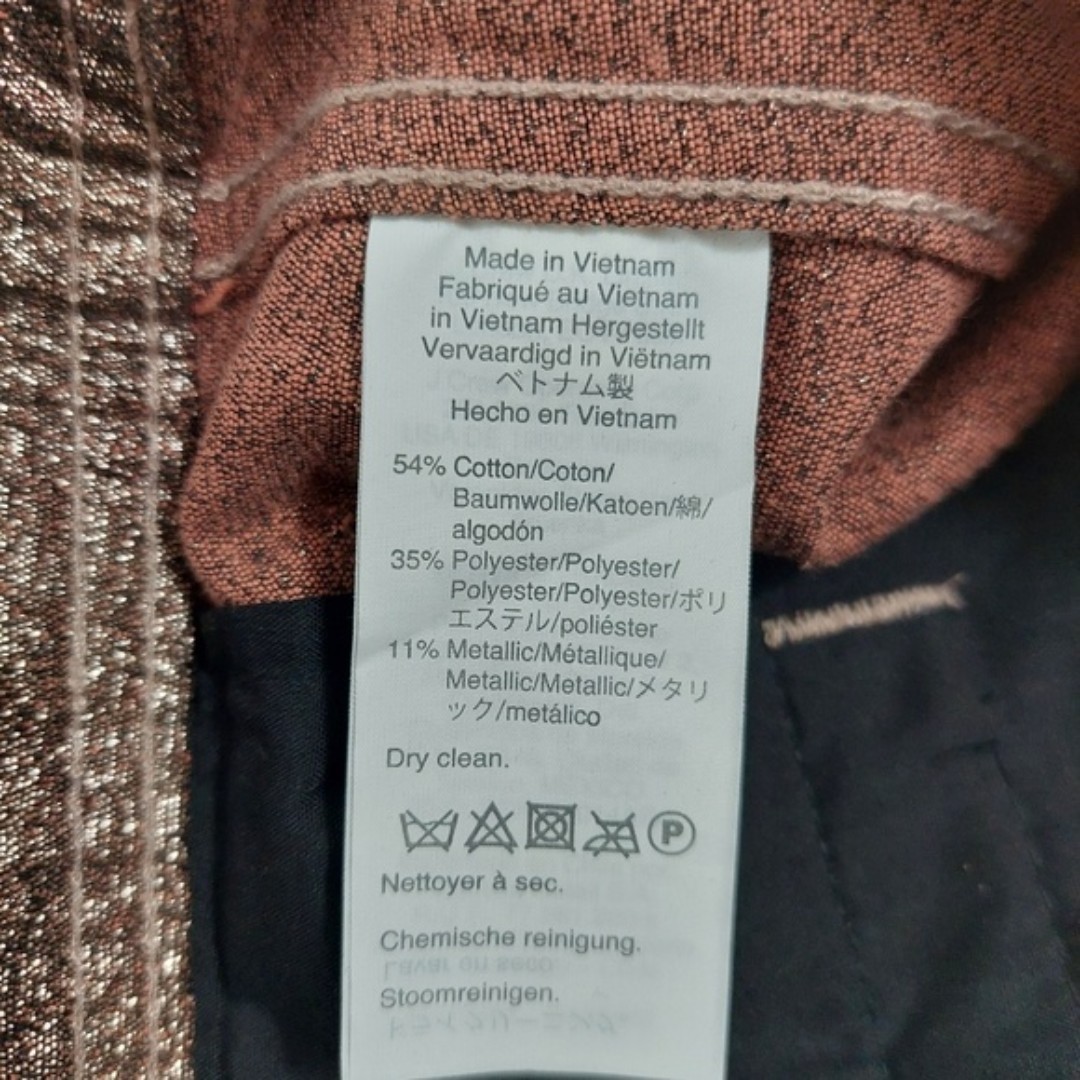 Made in Vietnam
Fabriqué au Vietnam
in Vietnam Hergestellt
Vervaardigd in Viëtnam
ベトナム製
Hecho en Vietnam
54% Cotton/Coton/
Baumwolle/Katoen/綿/
algodón
35% Polyester/Polyester/
Polyester/Polyester/ポリ
エステル/poliéster
11% Metallic/Métallique/
Metallic/Metallic/メタリ
ック/metálico
Dry clean.
P
Nettoyer à sec.
Chemische reinigung.
Stoomreinigen.